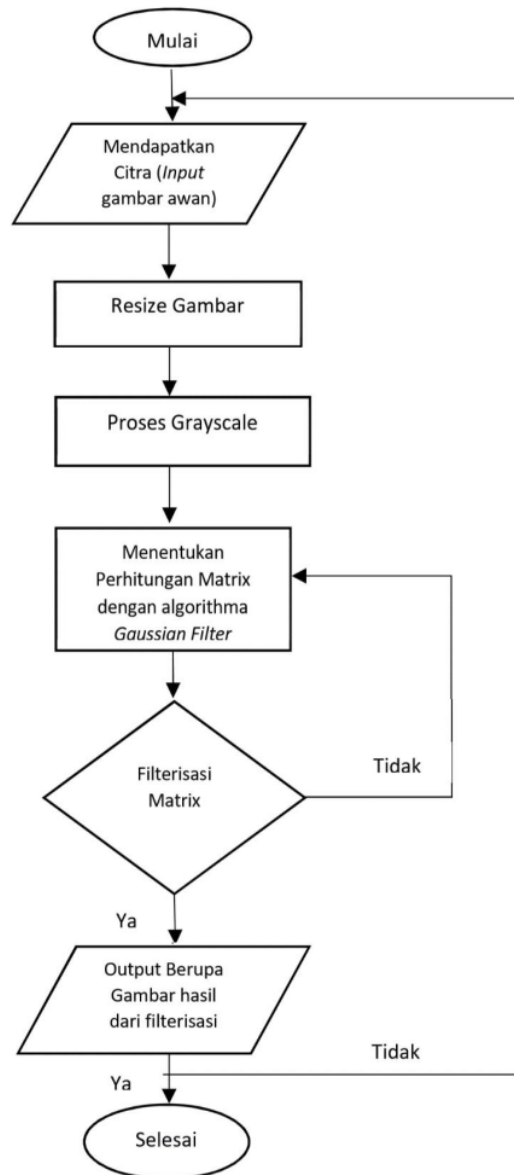 Mulai
Mendapatkan
Citra (Input
gambar awan)
Resize Gambar
Proses Grayscale
Menentukan
Perhitungan Matrix
dengan algorithma
Gaussian Filter
Filterisasi
Matrix
Tidak
Ya
Output Berupa
Gambar hasil
dari filterisasi
Tidak
Ya
Selesai